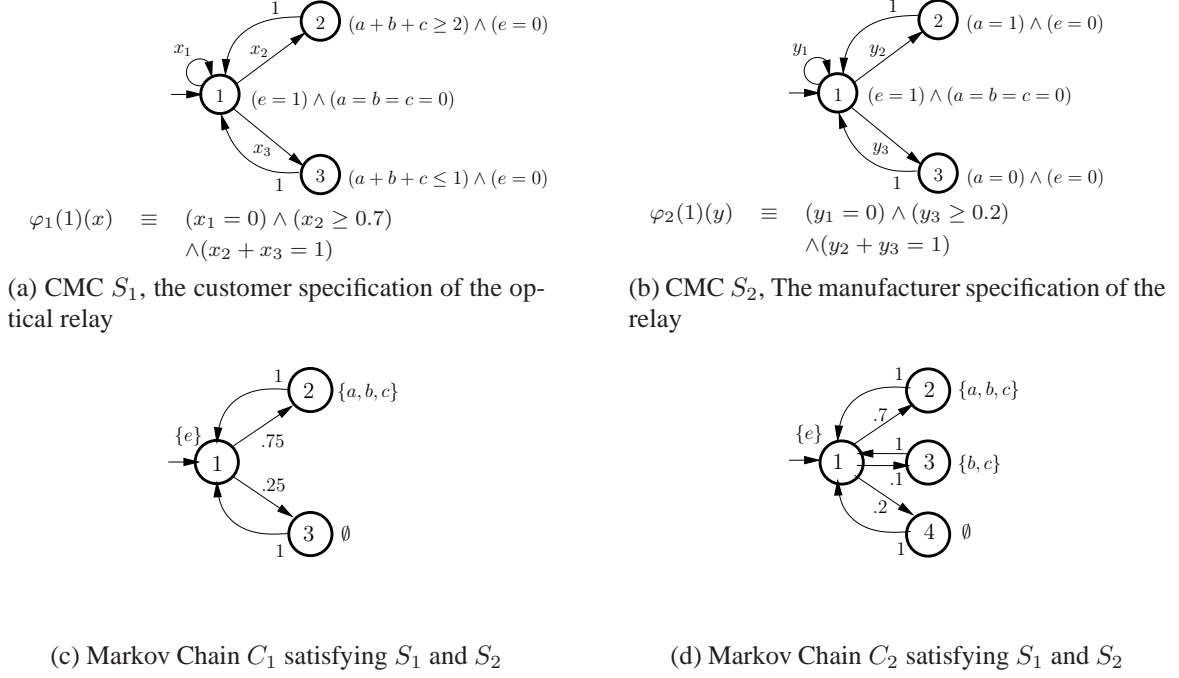 1
2
(a + b + c ≥ 2) ∧ (e = 0)
x₁
x₂
1
(e = 1) ∧ (a = b = c = 0)
x₃
3
(a + b + c ≤ 1) ∧ (e = 0)
1
φ₁(1)(x) ≡ (x₁ = 0) ∧ (x₂ ≥ 0.7)
∧(x₂ + x₃ = 1)
(a) CMC S₁, the customer specification of the op-
tical relay
1
2
(a = 1) ∧ (e = 0)
y₁
y₂
1
(e = 1) ∧ (a = b = c = 0)
y₃
3
(a = 0) ∧ (e = 0)
1
φ₂(1)(y) ≡ (y₁ = 0) ∧ (y₃ ≥ 0.2)
∧(y₂ + y₃ = 1)
(b) CMC S₂, The manufacturer specification of the
relay
1
2
{a, b, c}
{e}
.75
1
.25
3
∅
1
(c) Markov Chain C₁ satisfying S₁ and S₂
1
2
{a, b, c}
{e}
.7
1
1
3
{b, c}
.1
.2
4
∅
1
(d) Markov Chain C₂ satisfying S₁ and S₂